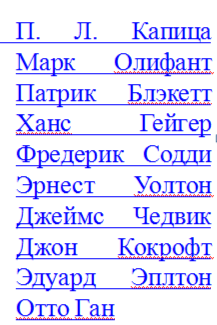 П. Л. Капица
Марк Олифант
Патрик Блэкетт
Ханс Гейгер
Фредерик Содди
Эрнест Уолтон
Джеймс Чедвик
Джон Кокрофт
Эдуард Эплтон
Отто Ган